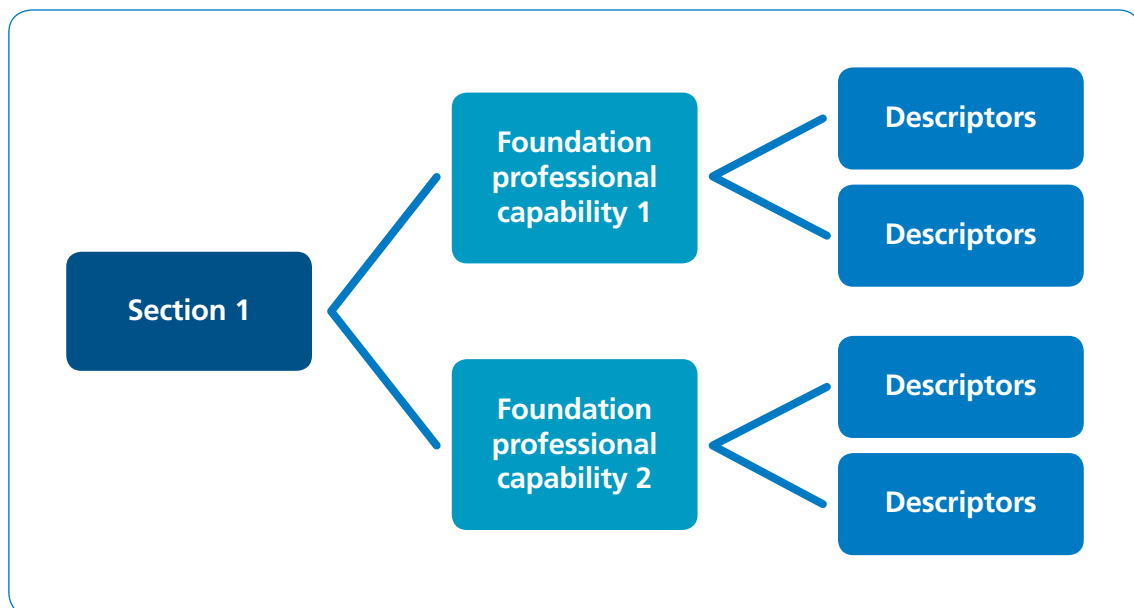 Section 1
Foundation
professional
capability 1
Descriptors
Descriptors
Foundation
professional
capability 2
Descriptors
Descriptors